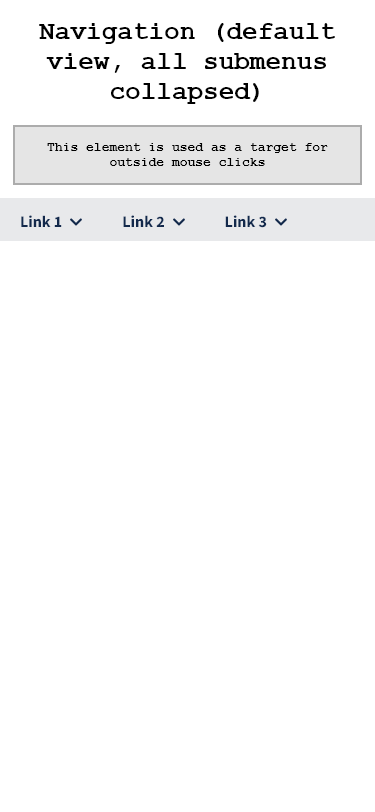 Navigation (default
view, all submenus
collapsed)
This element is used as a target for
outside mouse clicks
Link 1 Link 2 Link 3